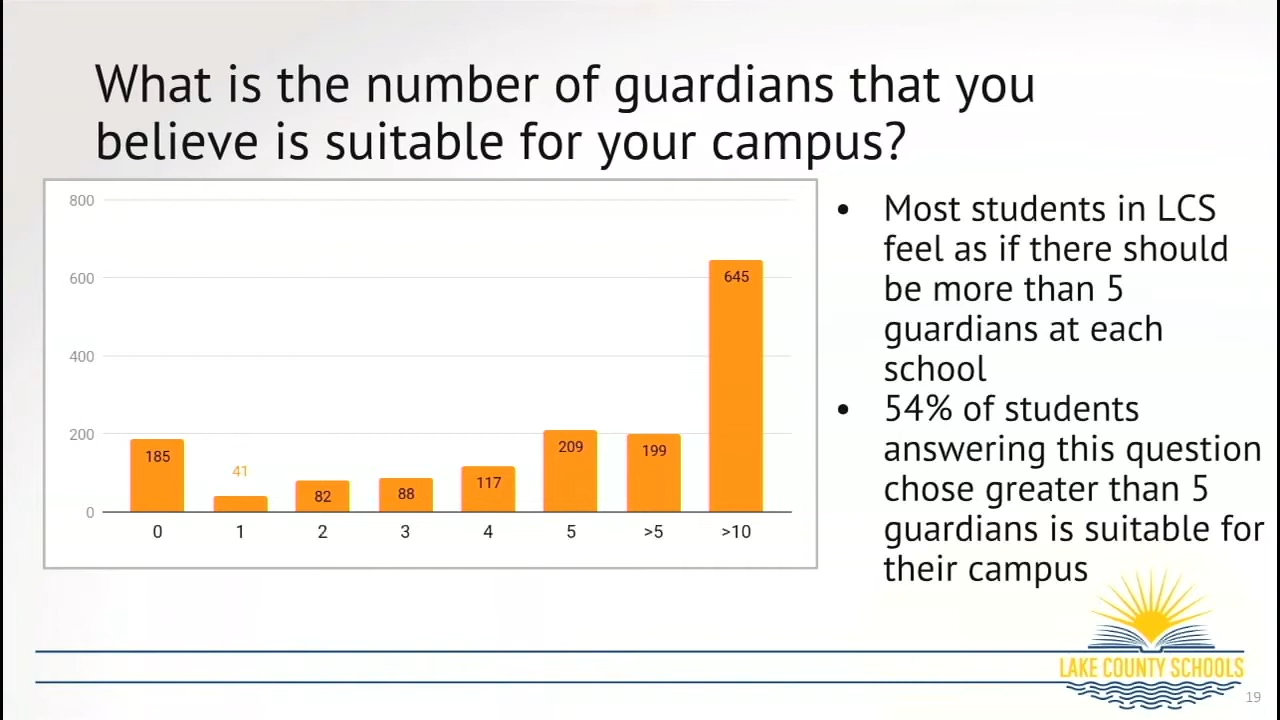 What is the number of guardians that you
believe is suitable for your campus?
800
600
400
200
0
185
41
82
88
117
209
199
645
0 1 2 3 4 5 >5 >10
• Most students in LCS
feel as if there should
be more than 5
guardians at each
school
• 54% of students
answering this question
chose greater than 5
guardians is suitable for
their campus
LAKE COUNTY SCHOOLS
19